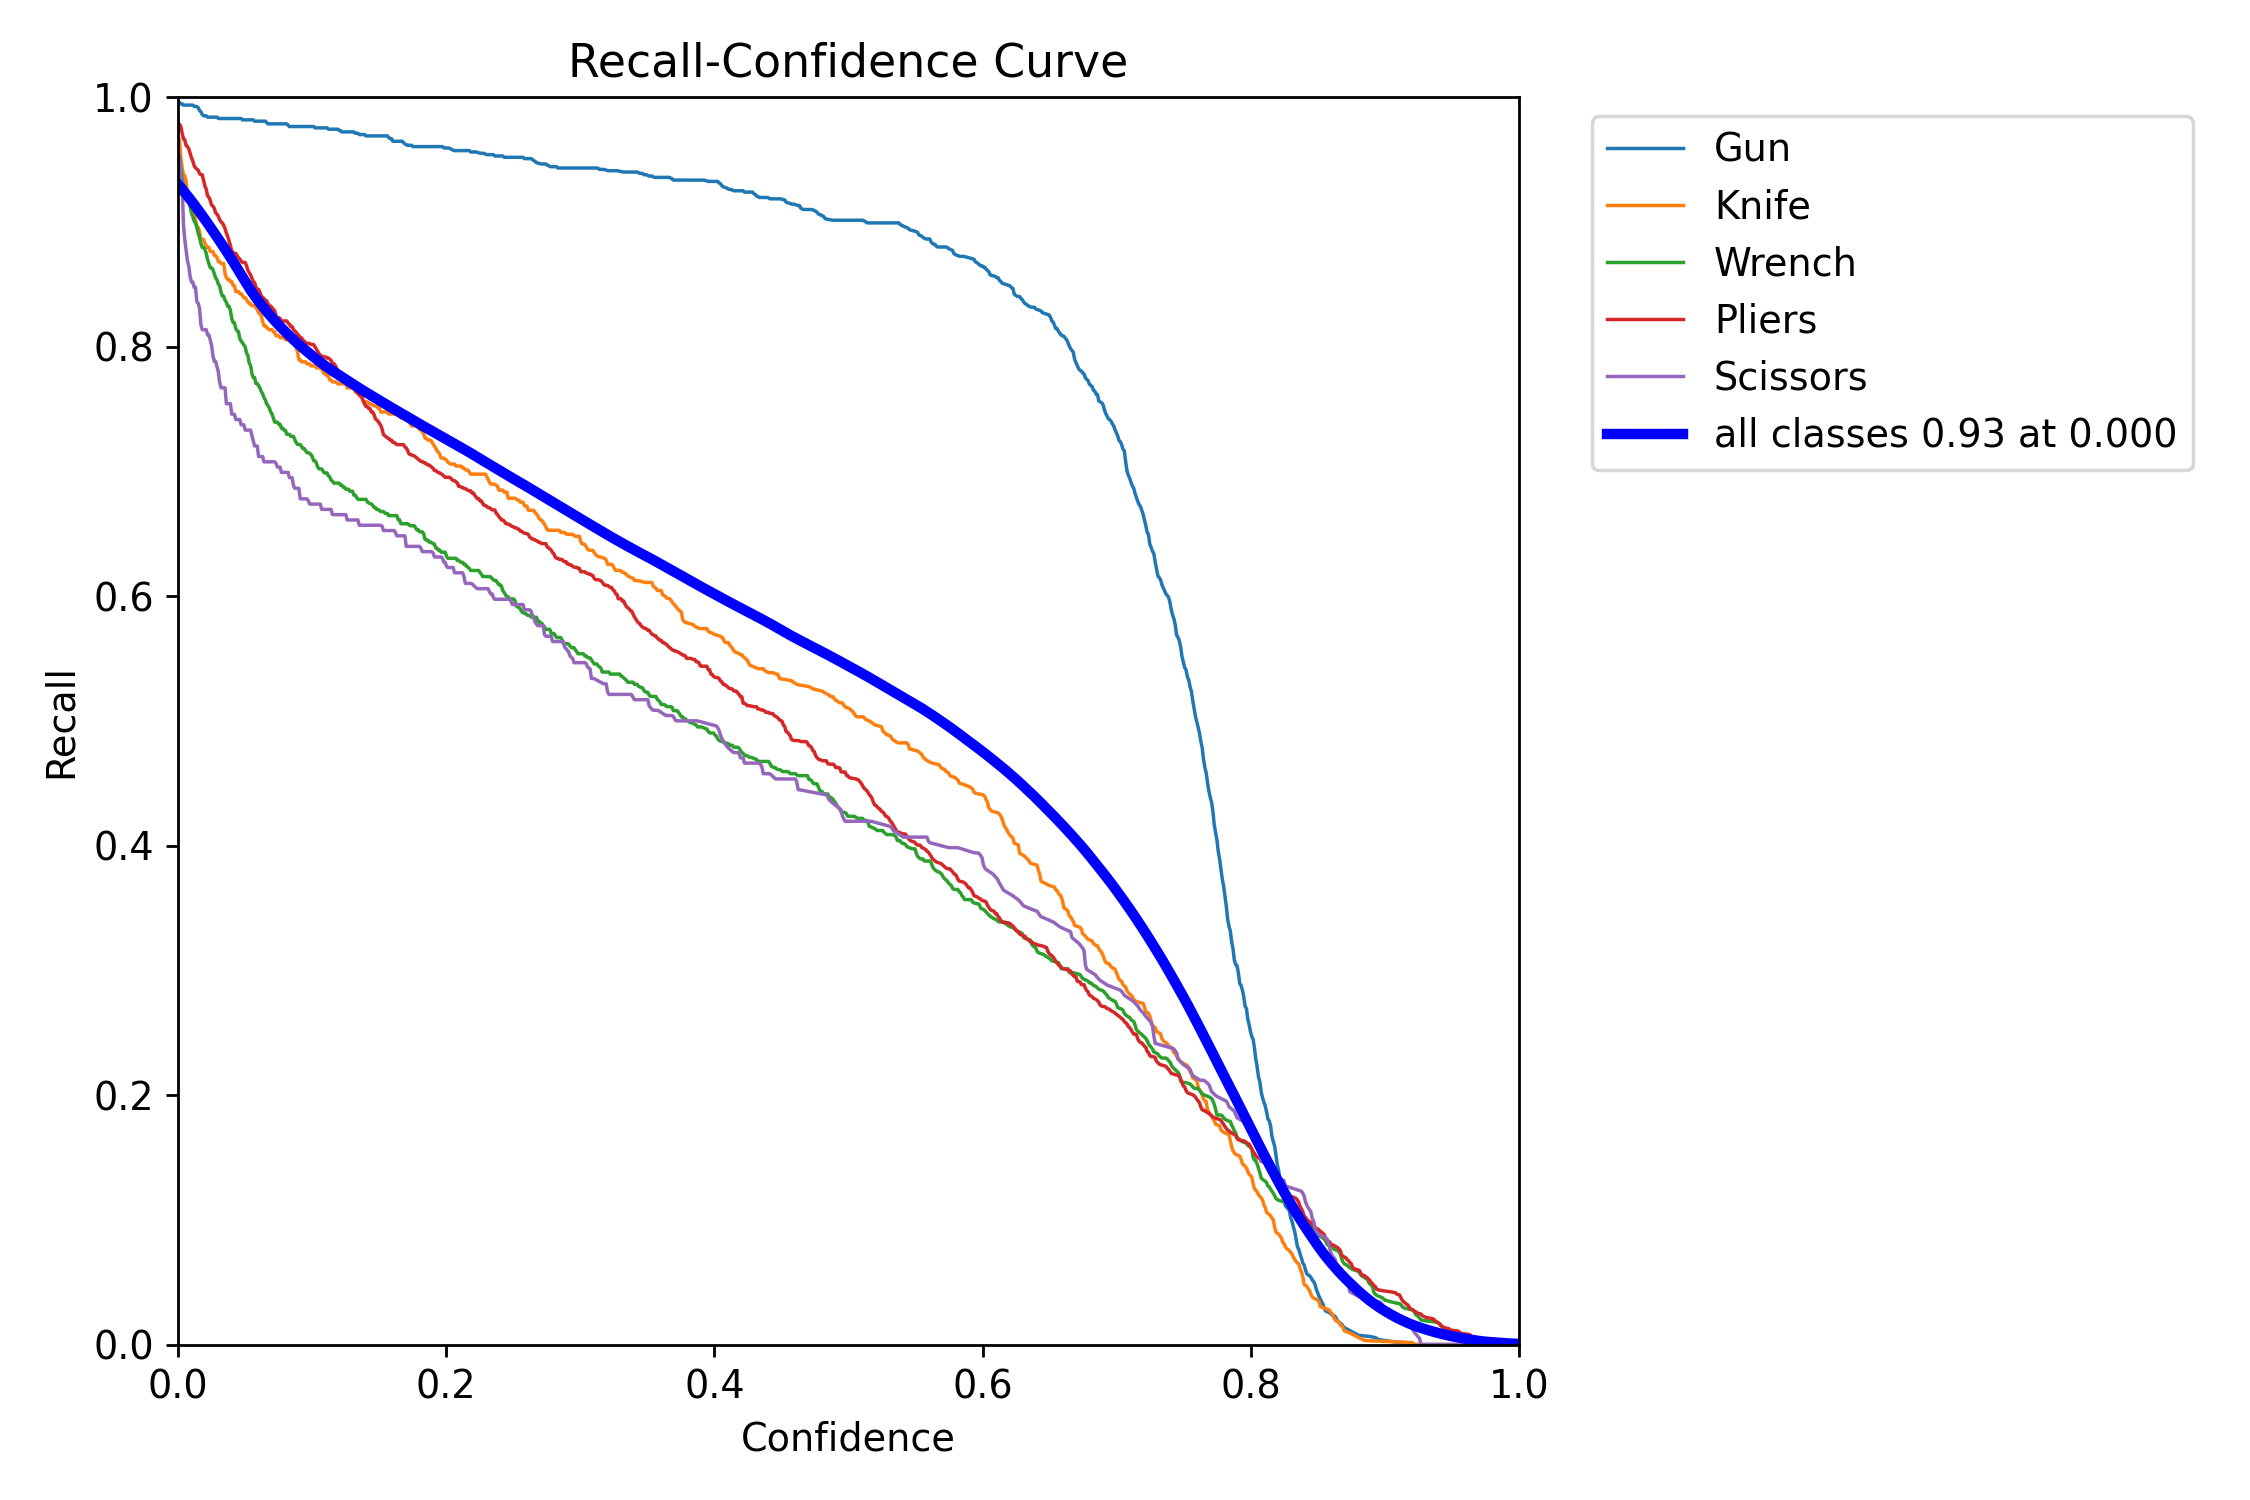 Recall-Confidence Curve
1.0
0.8
0.6
0.4
0.2
0.0
Recall
0.0 0.2 0.4 0.6 0.8 1.0
Confidence
Gun
Knife
Wrench
Pliers
Scissors
all classes 0.93 at 0.000